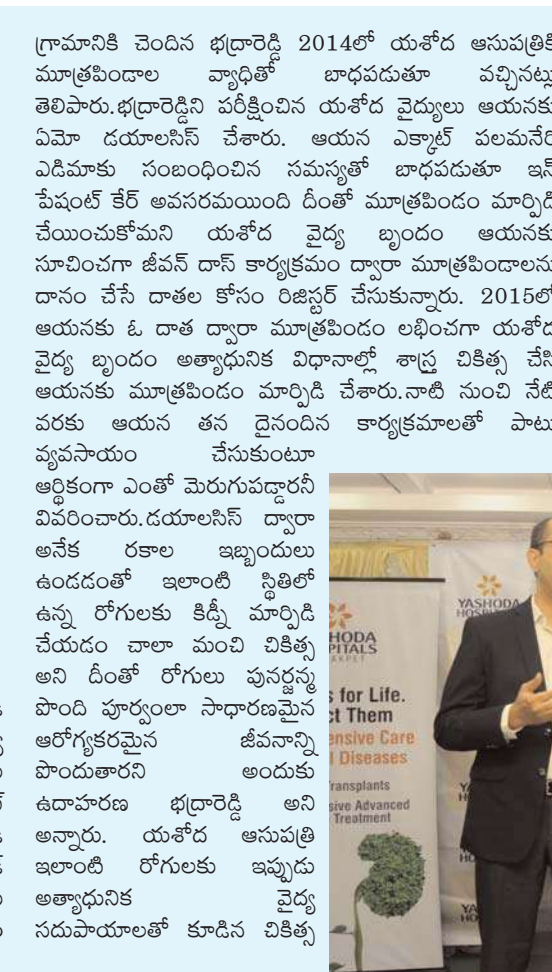 గ్రామానికి చెందిన భద్రారెడ్డి 2014లో యశోద ఆసుపత్రికి
మూత్రపిండాల వ్యాధితో బాధపడుతూ వచ్చినట్లు
తెలిపారు.భద్రారెడ్డిని పరీక్షించిన యశోద వైద్యులు ఆయనకు
ఏమో డయాలసిస్ చేశారు. ఆయన ఎక్కాట్ పలమనేరి
ఎడిమాకు సంబంధించిన సమస్యతో బాధపడుతూ ఇన్
పేషంట్ కేర్ అవసరమయింది దీంతో మూత్రపిండం మార్పిడి
చేయించుకోమని యశోద వైద్య బృందం ఆయనకు
సూచించగా జీవన్ దాస్ కార్యక్రమం ద్వారా మూత్రపిండాలను
దానం చేసే దాతల కోసం రిజిస్టర్ చేసుకున్నారు. 2015లో
ఆయనకు ఓ దాత ద్వారా మూత్రపిండం లభించగా యశోద
వైద్య బృందం అత్యాధునిక విధానాల్లో శాస్త్ర చికిత్స చేసి
ఆయనకు మూత్రపిండం మార్పిడి చేశారు.నాటి నుంచి నేటి
వరకు ఆయన తన దైనందిన కార్యక్రమాలతో పాటు
వ్యవసాయం చేసుకుంటూ
ఆర్థికంగా ఎంతో మెరుగుపడ్డారనీ
వివరించారు.డయాలసిస్ ద్వారా
అనేక రకాల ఇబ్బందులు
ఉండడంతో ఇలాంటి స్థితిలో
ఉన్న రోగులకు కిడ్నీ మార్పిడి
చేయడం చాలా మంచి చికిత్స
అని దీంతో రోగులు పునర్జన్మ
పొంది పూర్వంలా సాధారణమైన
ఆరోగ్యకరమైన జీవనాన్ని
పొందుతారని అందుకు
ఉదాహరణ భద్రారెడ్డి అని
అన్నారు. యశోద ఆసుపత్రి
ఇలాంటి రోగులకు ఇప్పుడు
అత్యాధునిక వైద్య
సదుపాయాలతో కూడిన చికిత్స
YASHODA
HODA
PITALS
for Life.
ct Them
ensive Care
Diseases
ransplants
sive Advanced
Treatment